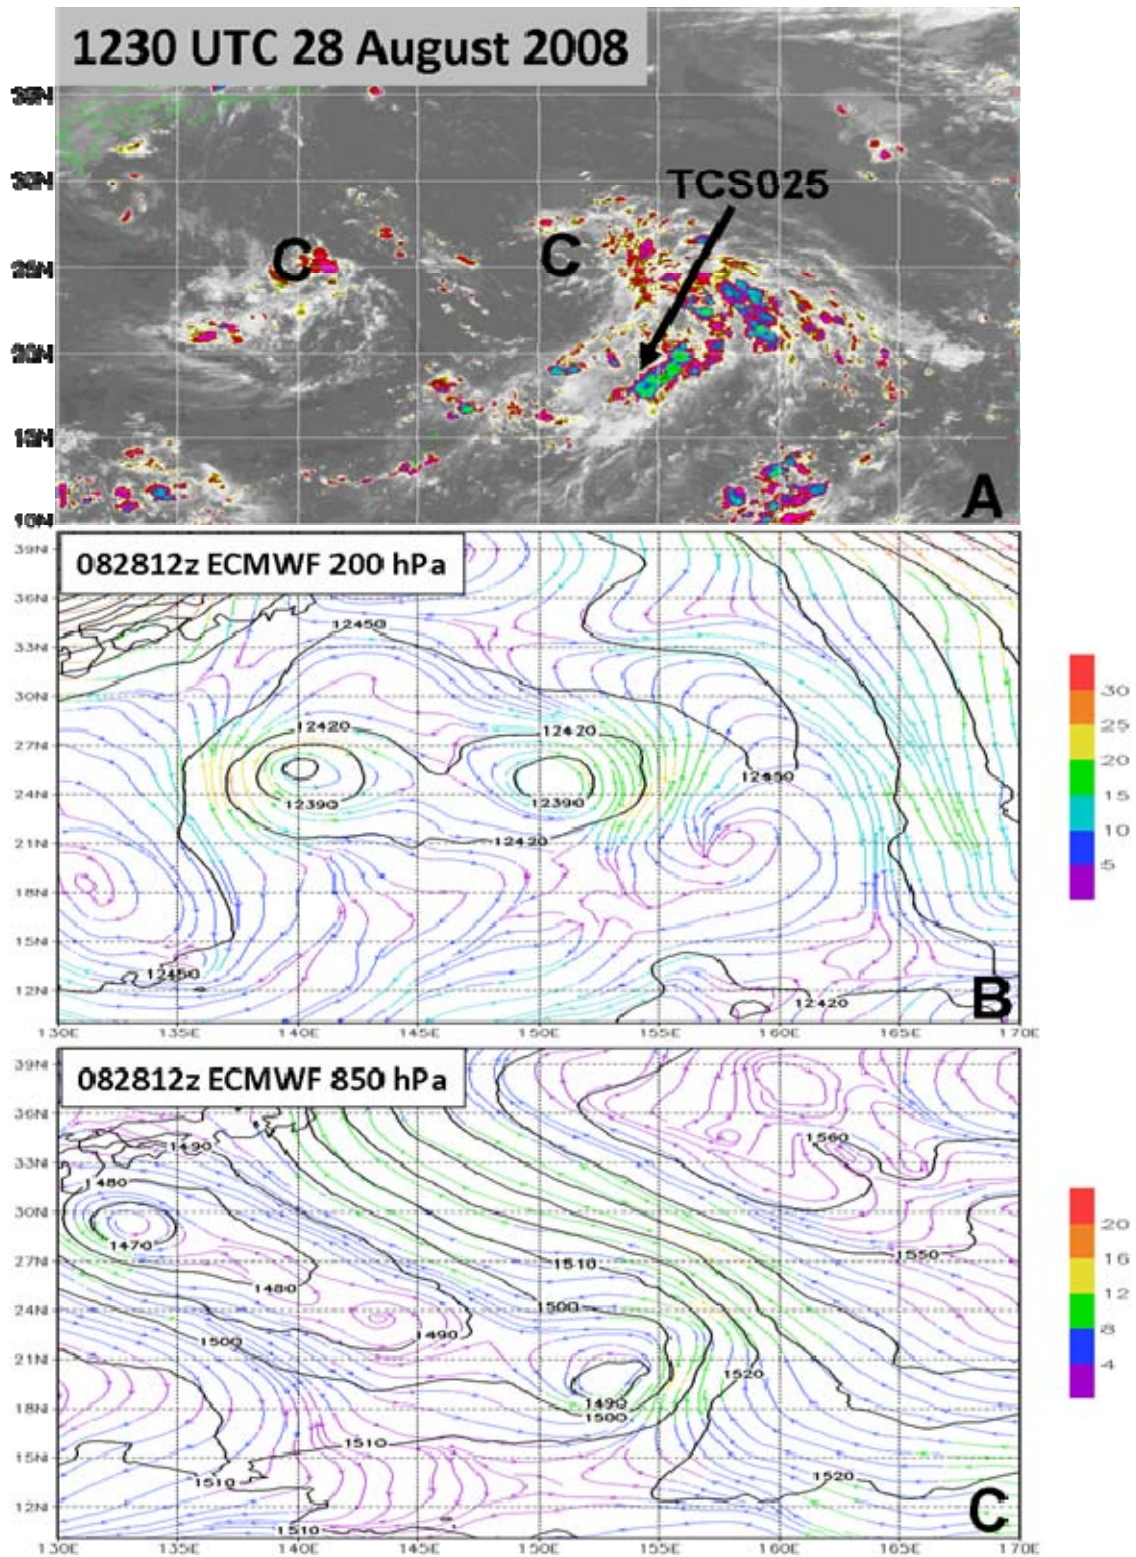 1230 UTC 28 August 2008
35N
30N
TCS025
C
C
25N
20N
15N
A
10N
082812z ECMWF 200 hPa
39N
36N
12450
33N
30N
12420
12420
27N
12450
24N
12390
12390
21N
12420
18N
15N
12450
12N
12420
B
130E
135E
140E
145E
150E
155E
160E
165E
170E
30
25
20
15
10
5
082812z ECMWF 850 hPa
39N
36N
1490
1560
33N
1480
30N
1470
1550
27N
1510
1480
24N
1500
1490
1500
21N
1520
18N
1490
1500
1510
15N
1510
1520
12N
1510
C
130E
135E
140E
145E
150E
155E
160E
165E
170E
20
16
12
8
4